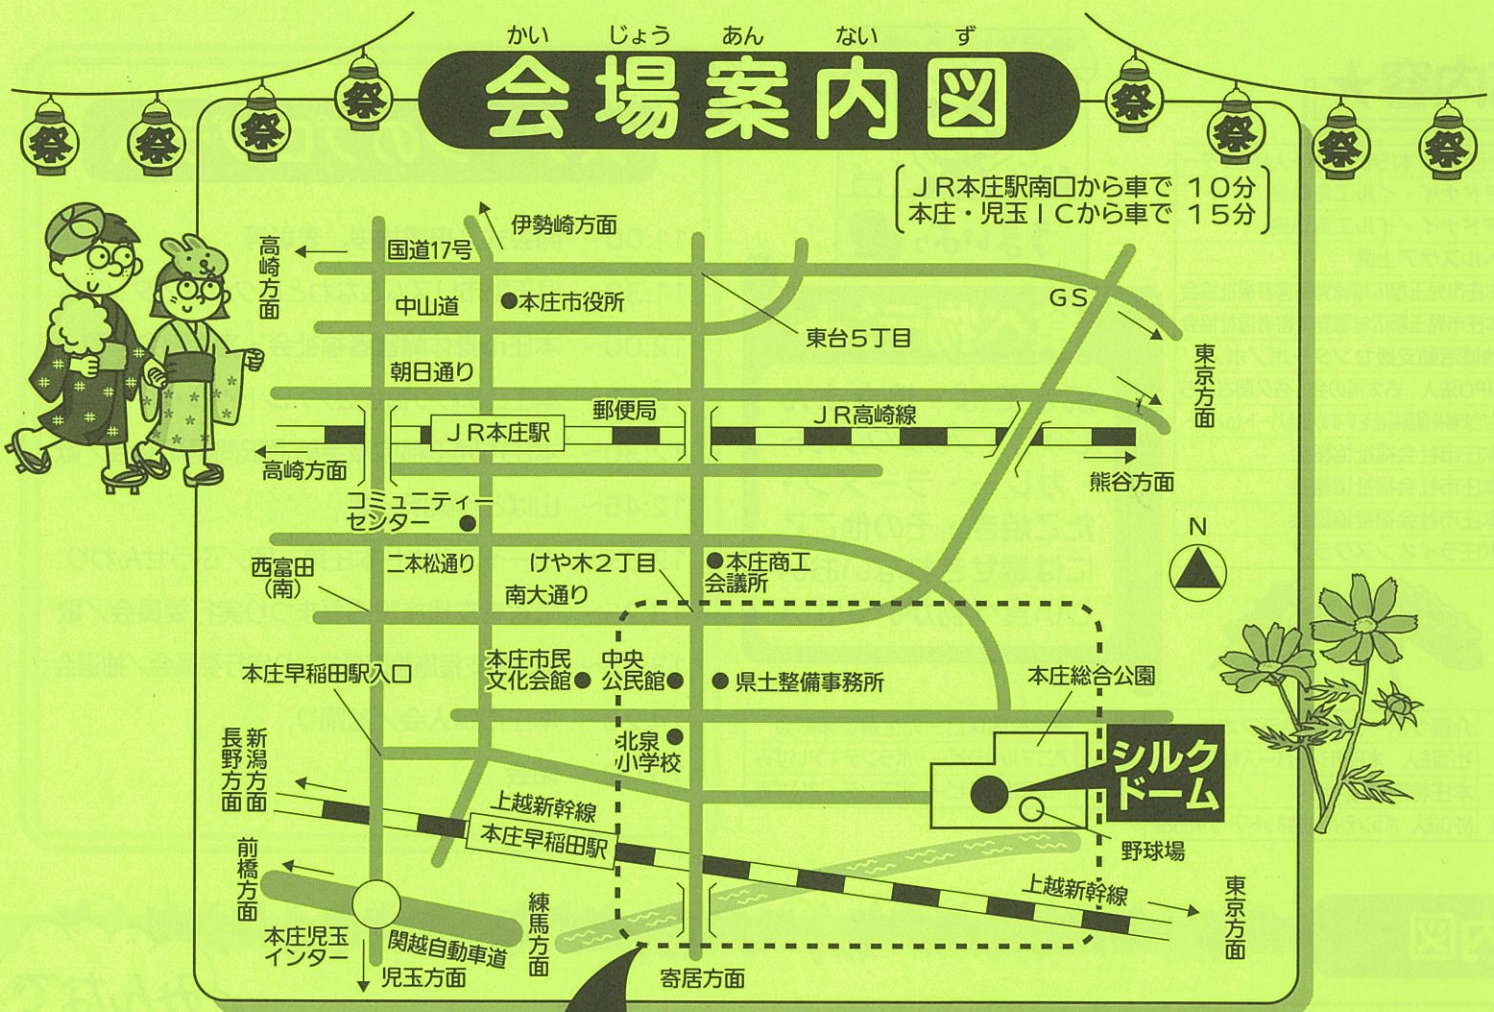 かい じょう あん ない ず
会場案内図
祭
祭
祭
祭
祭
祭
祭
祭
JR本庄駅南口から車で 10分
本庄・児玉ICから車で 15分
伊勢崎方面
高崎方面
国道17号
中山道
本庄市役所
GS
東台5丁目
東京方面
朝日通り
郵便局
JR高崎線
JR本庄駅
高崎方面
熊谷方面
コミュニティー
センター
N
西富田
(南)
二本松通り
けや木2丁目
本庄商工
会議所
南大通り
本庄早稲田駅入口
本庄市民
文化会館
中央
公民館
県土整備事務所
本庄総合公園
北泉
小学校
新潟方面
長野方面
シルク
ドーム
上越新幹線
本庄早稲田駅
野球場
前橋方面
上越新幹線
東京方面
練馬方面
本庄児玉
インター
関越自動車道
児玉方面
寄居方面